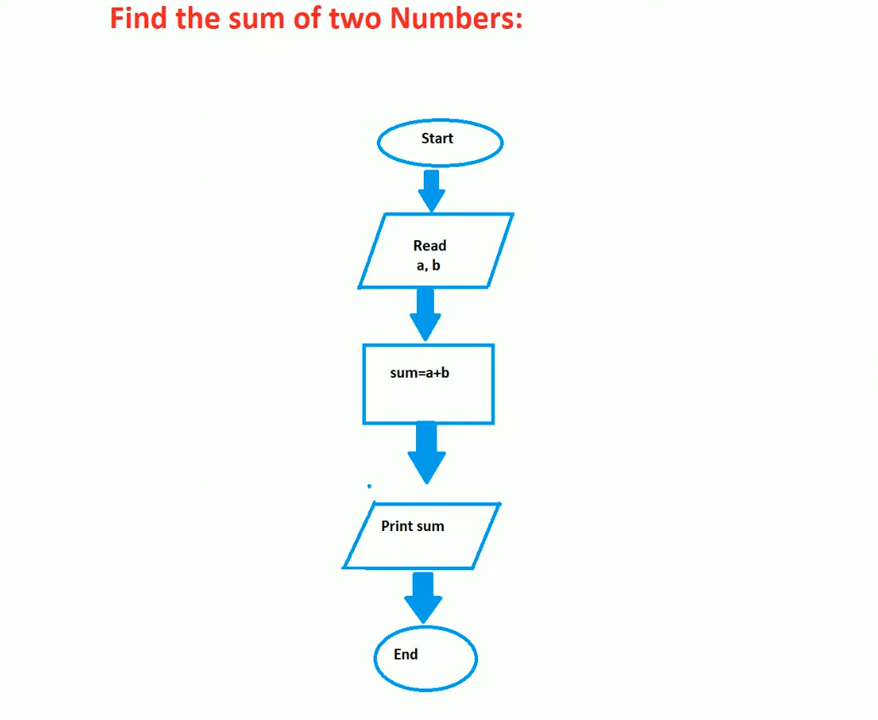 Find the sum of two Numbers:
Start
Read
a, b
sum=a+b
Print sum
End